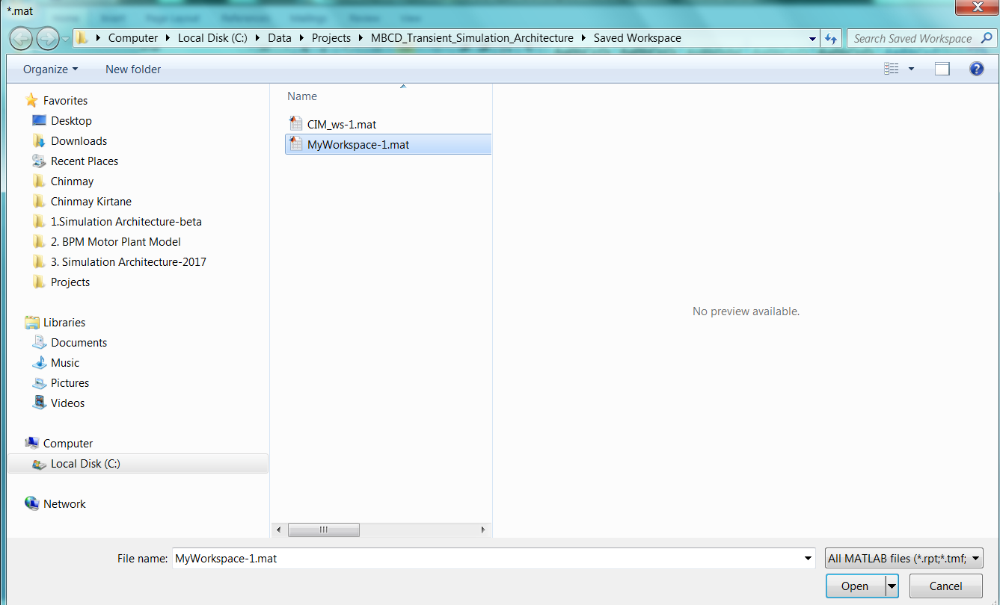 *.mat
Computer Local Disk (C:) Data Projects MBCD_Transient_Simulation_Architecture Saved Workspace
Search Saved Workspace
Organize New folder
Favorites
Desktop
Downloads
Recent Places
Chinmay
Chinmay Kirtane
1.Simulation Architecture-beta
2. BPM Motor Plant Model
3. Simulation Architecture-2017
Projects
Libraries
Documents
Music
Pictures
Videos
Computer
Local Disk (C:)
Network
Name
CIM_ws-1.mat
MyWorkspace-1.mat
No preview available.
File name: MyWorkspace-1.mat
All MATLAB files (*.rpt;*.tmf;
Open Cancel